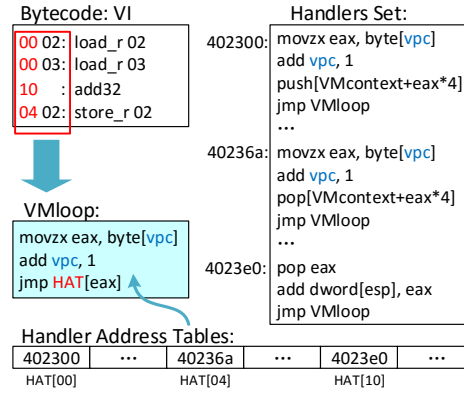 Bytecode: VI
00 02: load_r 02
00 03: load_r 03
10 : add32
04 02: store_r 02
VMloop:
movzx eax, byte[vpc]
add vpc, 1
jmp HAT[eax]
Handlers Set:
402300: movzx eax, byte[vpc]
add vpc, 1
push[VMcontext+eax*4]
jmp VMloop
...
40236a: movzx eax, byte[vpc]
add vpc, 1
pop[VMcontext+eax*4]
jmp VMloop
...
4023e0: pop eax
add dword[esp], eax
jmp VMloop
Handler Address Tables:
402300 ... 40236a ... 4023e0 ...
HAT[00] HAT[04] HAT[10]